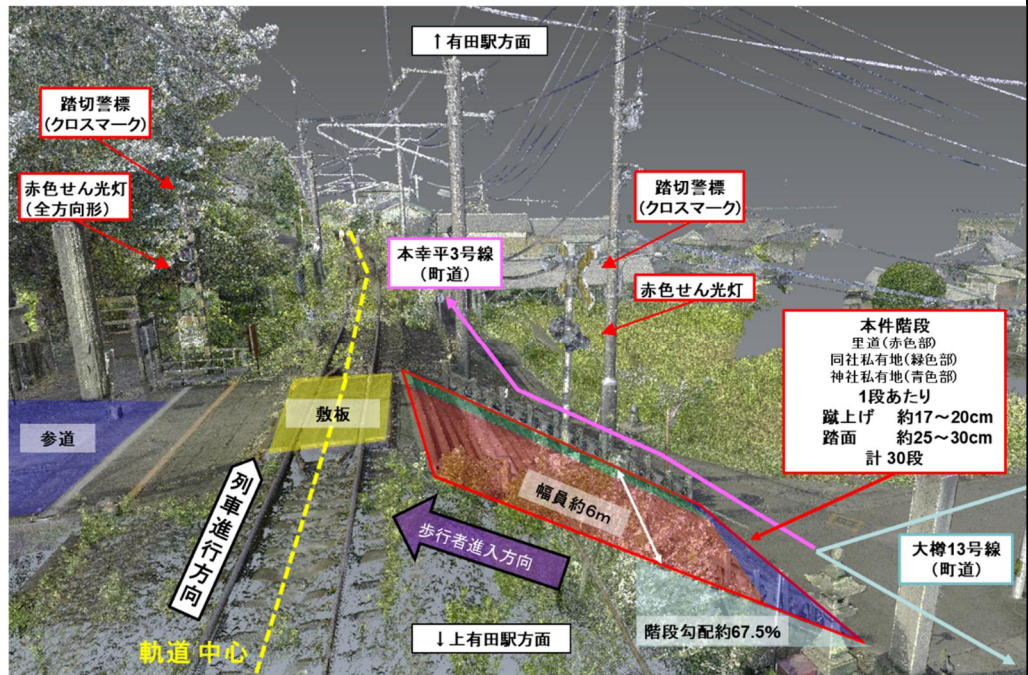 ↑有田駅方面
踏切警標
(クロスマーク)
赤色せん光灯
(全方向形)
踏切警標
(クロスマーク)
本幸平3号線
(町道)
赤色せん光灯
本件階段
里道(赤色部)
同社私有地(緑色部)
神社私有地(青色部)
1段あたり
蹴上げ 約17～20cm
踏面 約25～30cm
計 30段
敷板
参道
幅員約6m
列車進行方向
歩行者進入方向
大樽13号線
(町道)
階段勾配約67.5%
↓上有田駅方面
軌道中心